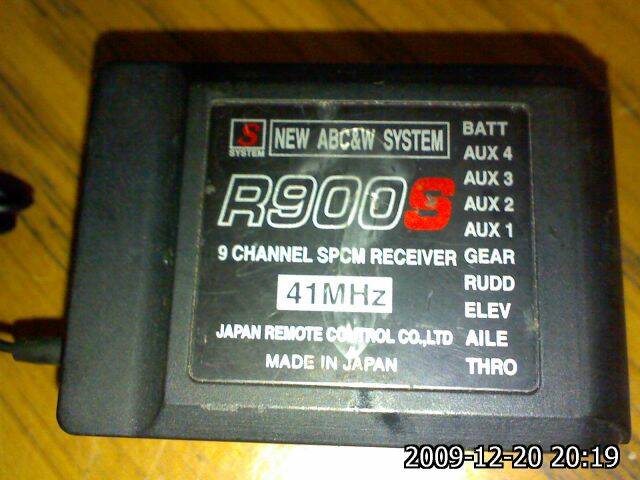 S
SYSTEM
NEW ABC&W SYSTEM
R900S
9 CHANNEL SPCM RECEIVER
41MHz
JAPAN REMOTE CONTROL CO.,LTD
MADE IN JAPAN
BATT
AUX 4
AUX 3
AUX 2
AUX 1
GEAR
RUDD
ELEV
AILE
THRO
2009-12-20 20:19